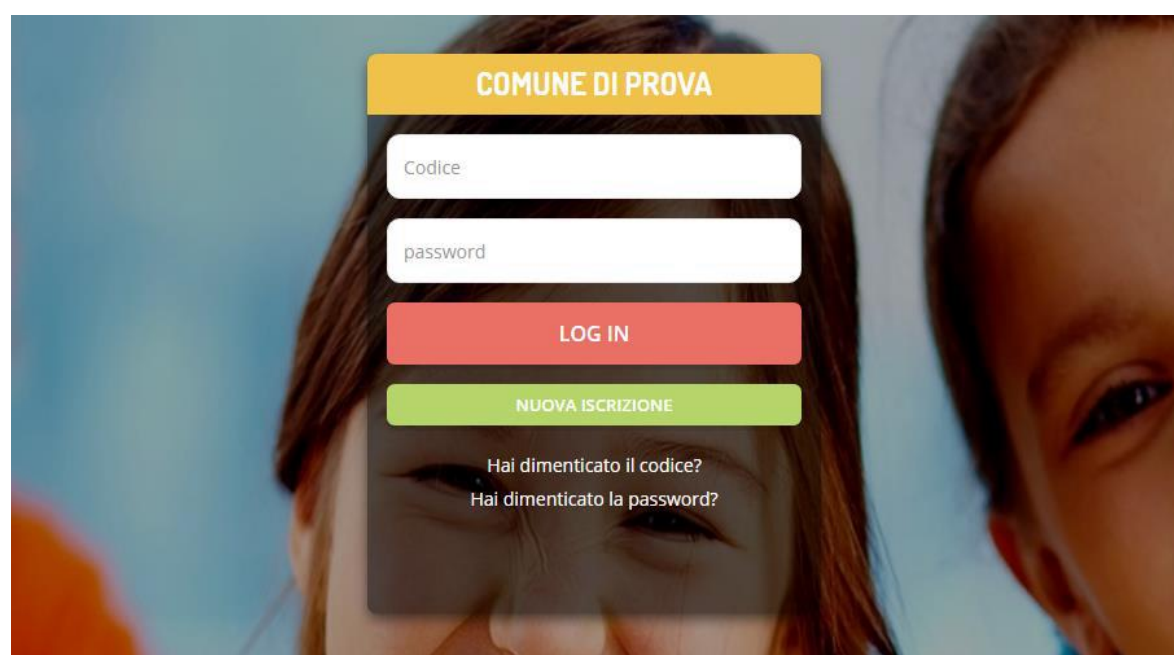 COMUNE DI PROVA
Codice
password
LOG IN
NUOVA ISCRIZIONE
Hai dimenticato il codice?
Hai dimenticato la password?